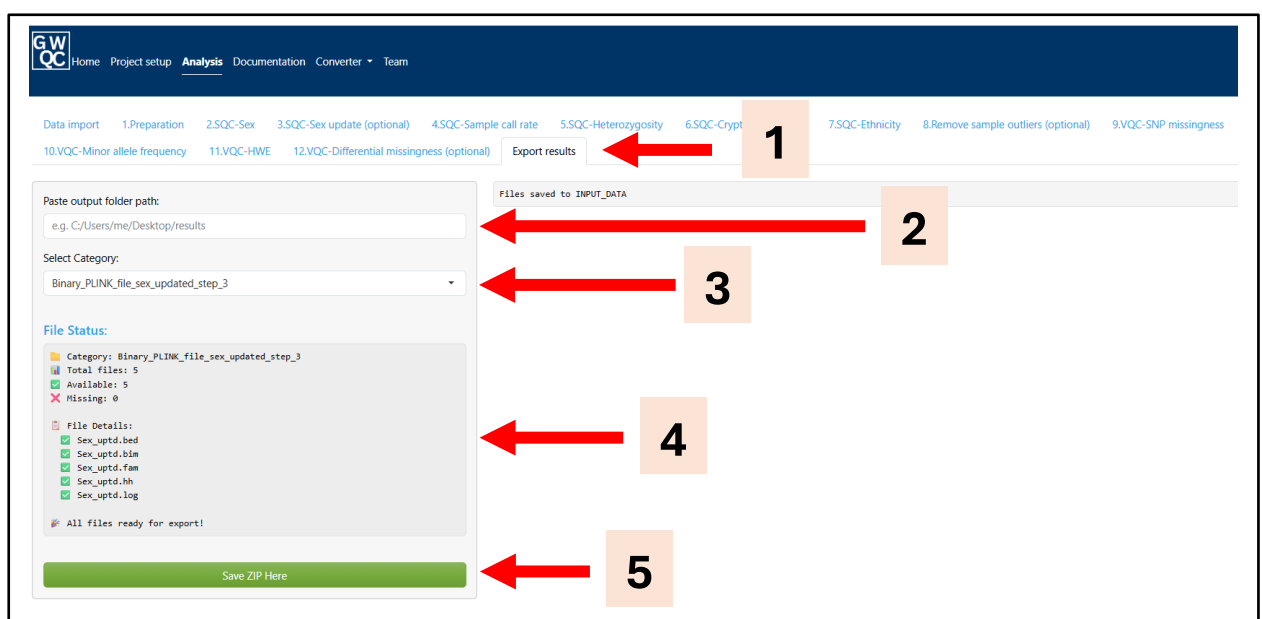 GW
QC
Home Project setup Analysis Documentation Converter Team
Data import 1.Preparation 2.SQC-Sex 3.SQC-Sex update (optional) 4.SQC-Sample call rate 5.SQC-Heterozygosity 6.SQC-Crypt 7.SQC-Ethnicity 8.Remove sample outliers (optional) 9.VQC-SNP missingness
10.VQC-Minor allele frequency 11.VQC-HWE 12.VQC-Differential missingness (optional) Export results
1
Paste output folder path:
e.g. C:/Users/me/Desktop/results
Files saved to INPUT_DATA
2
Select Category:
Binary_PLINK_file_sex_updated_step_3
3
File Status:
Category: Binary_PLINK_file_sex_updated_step_3
Total files: 5
Available: 5
Missing: 0
File Details:
Sex_uptd.bed
Sex_uptd.bim
Sex_uptd.fam
Sex_uptd.hh
Sex_uptd.log
All files ready for export!
4
Save ZIP Here
5